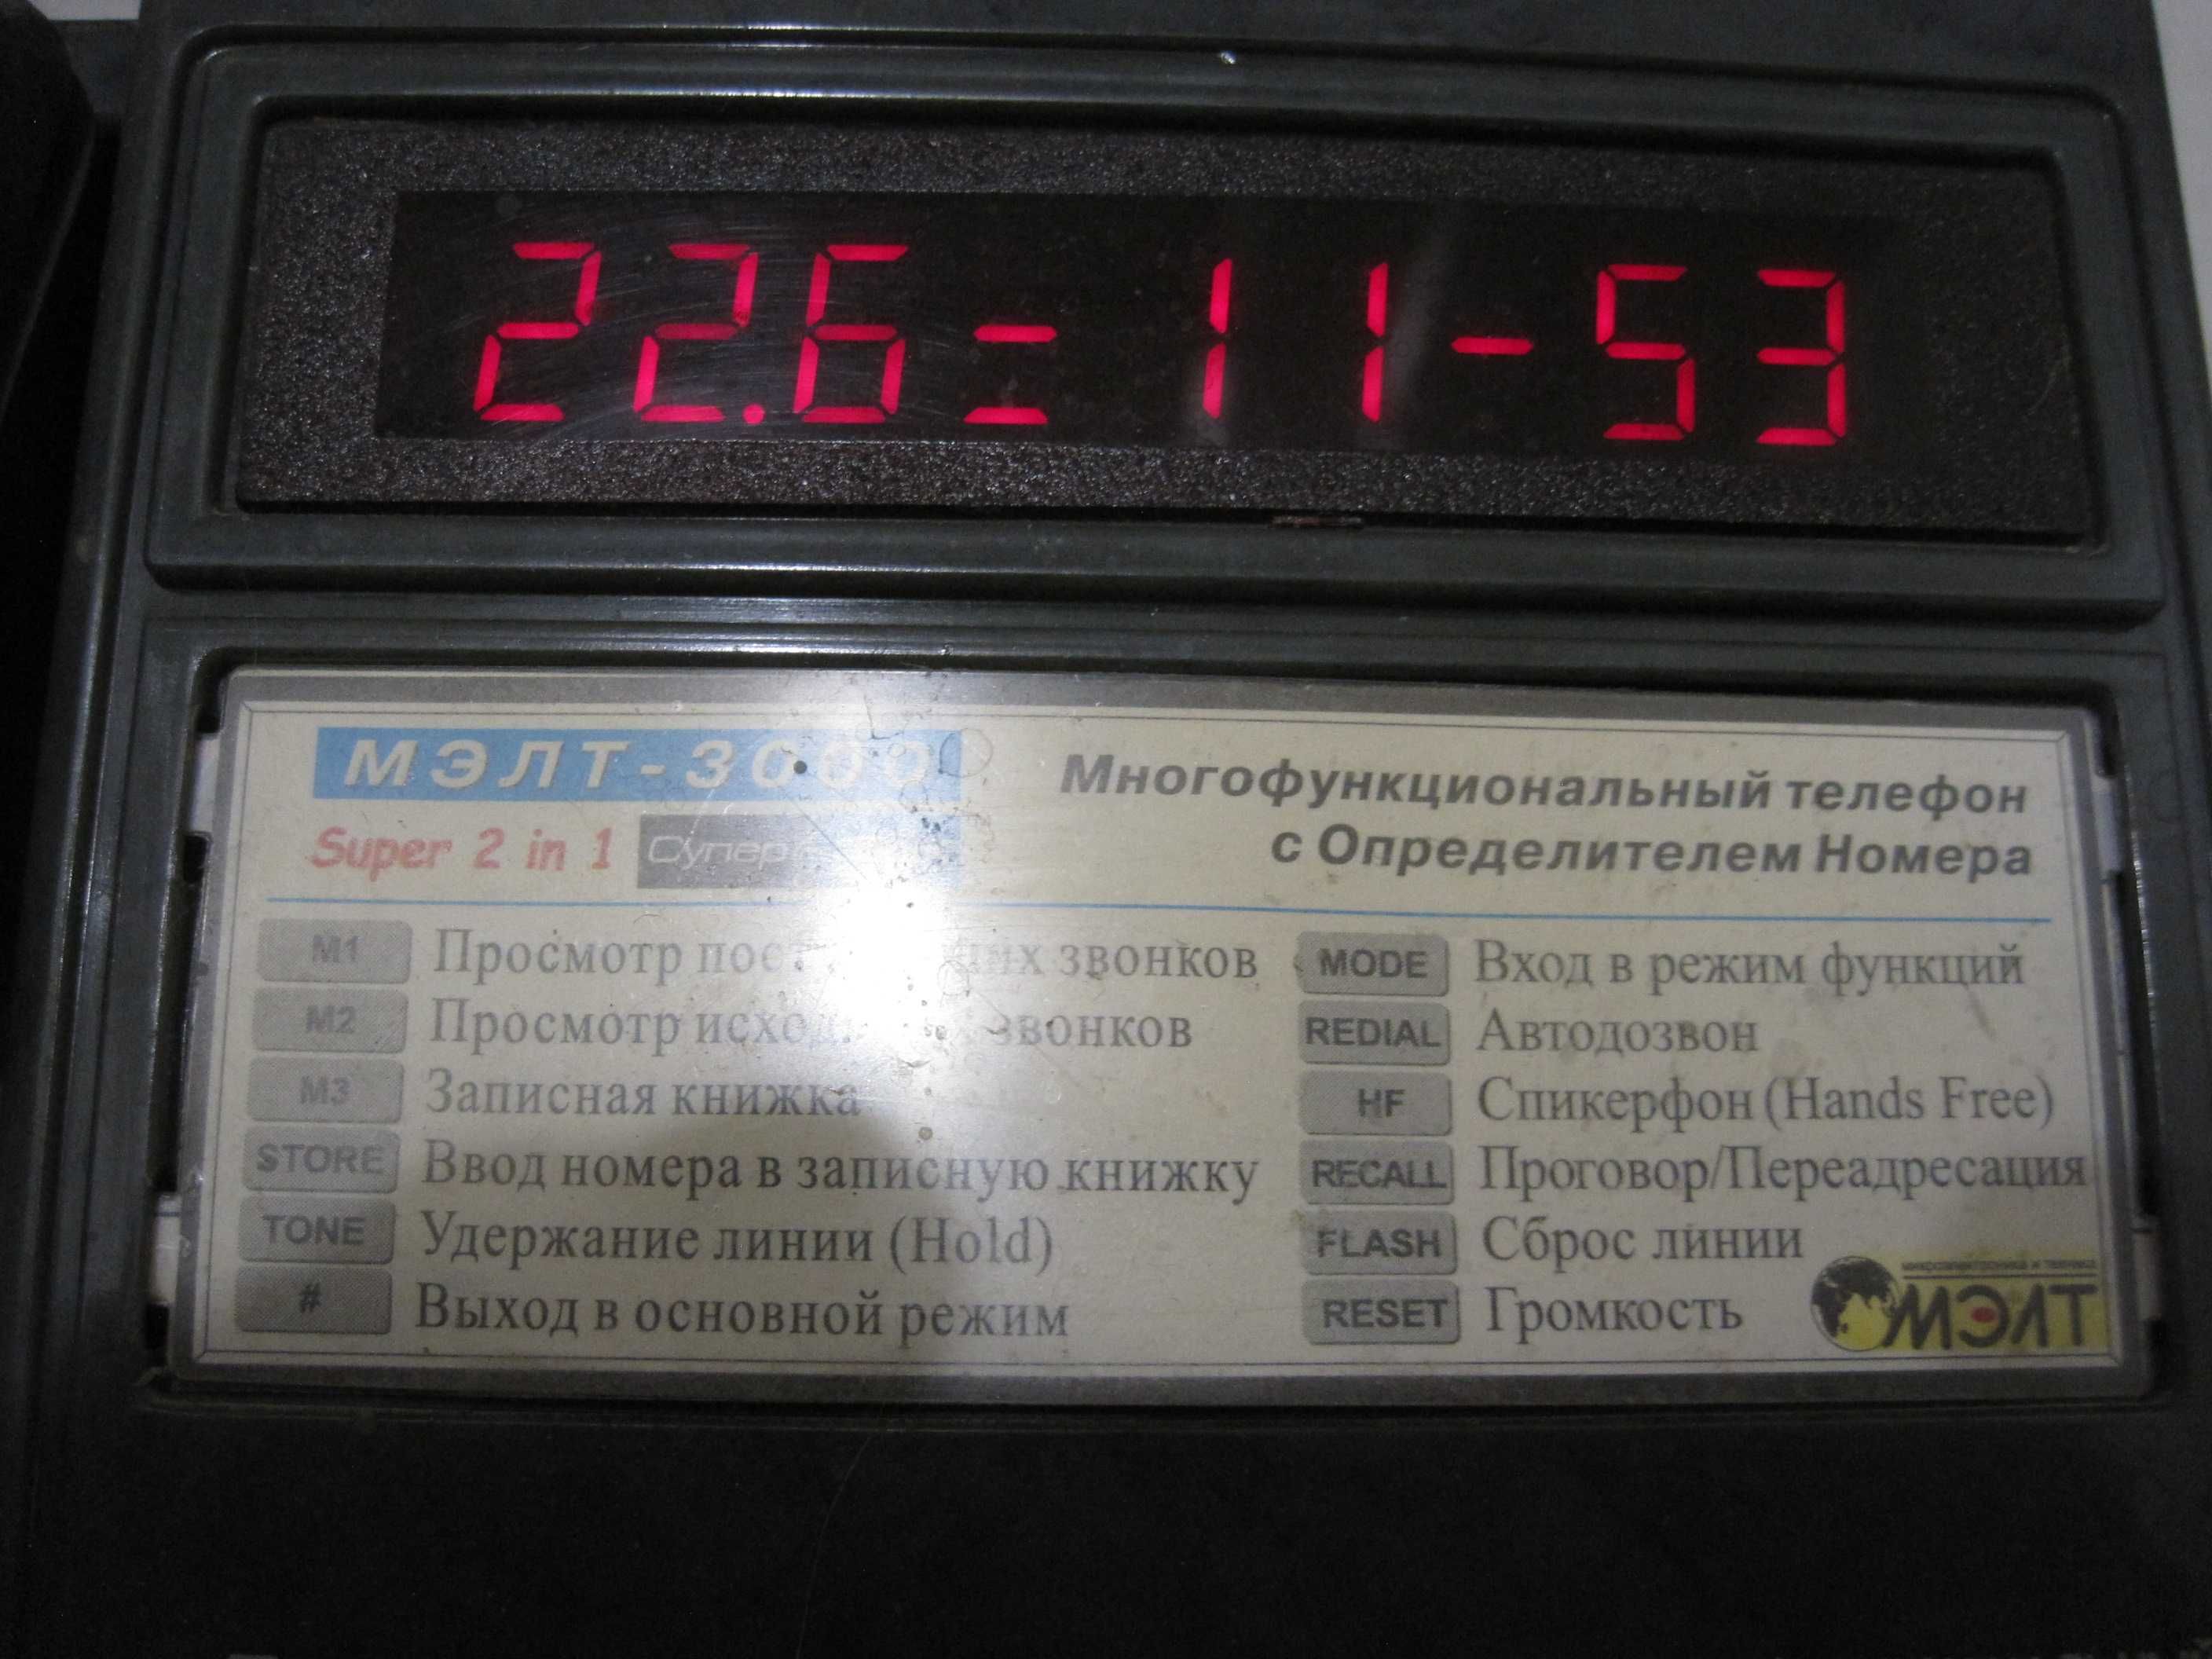 22.6= 11-53
МЭЛТ-3000
Super 2 in 1
Многофункциональный телефон
с Определителем Номера
M1 Просмотр звонков
M2 Просмотр звонков
M3 Записная книжка
STORE Ввод номера в записную книжку
TONE Удержание линии (Hold)
# Выход в основной режим
MODE Вход в режим функций
REDIAL Автодозвон
HF Спикерфон (Hands Free)
RECALL Проговор/Переадресация
FLASH Сброс линии
RESET Громкость
МЭЛТ